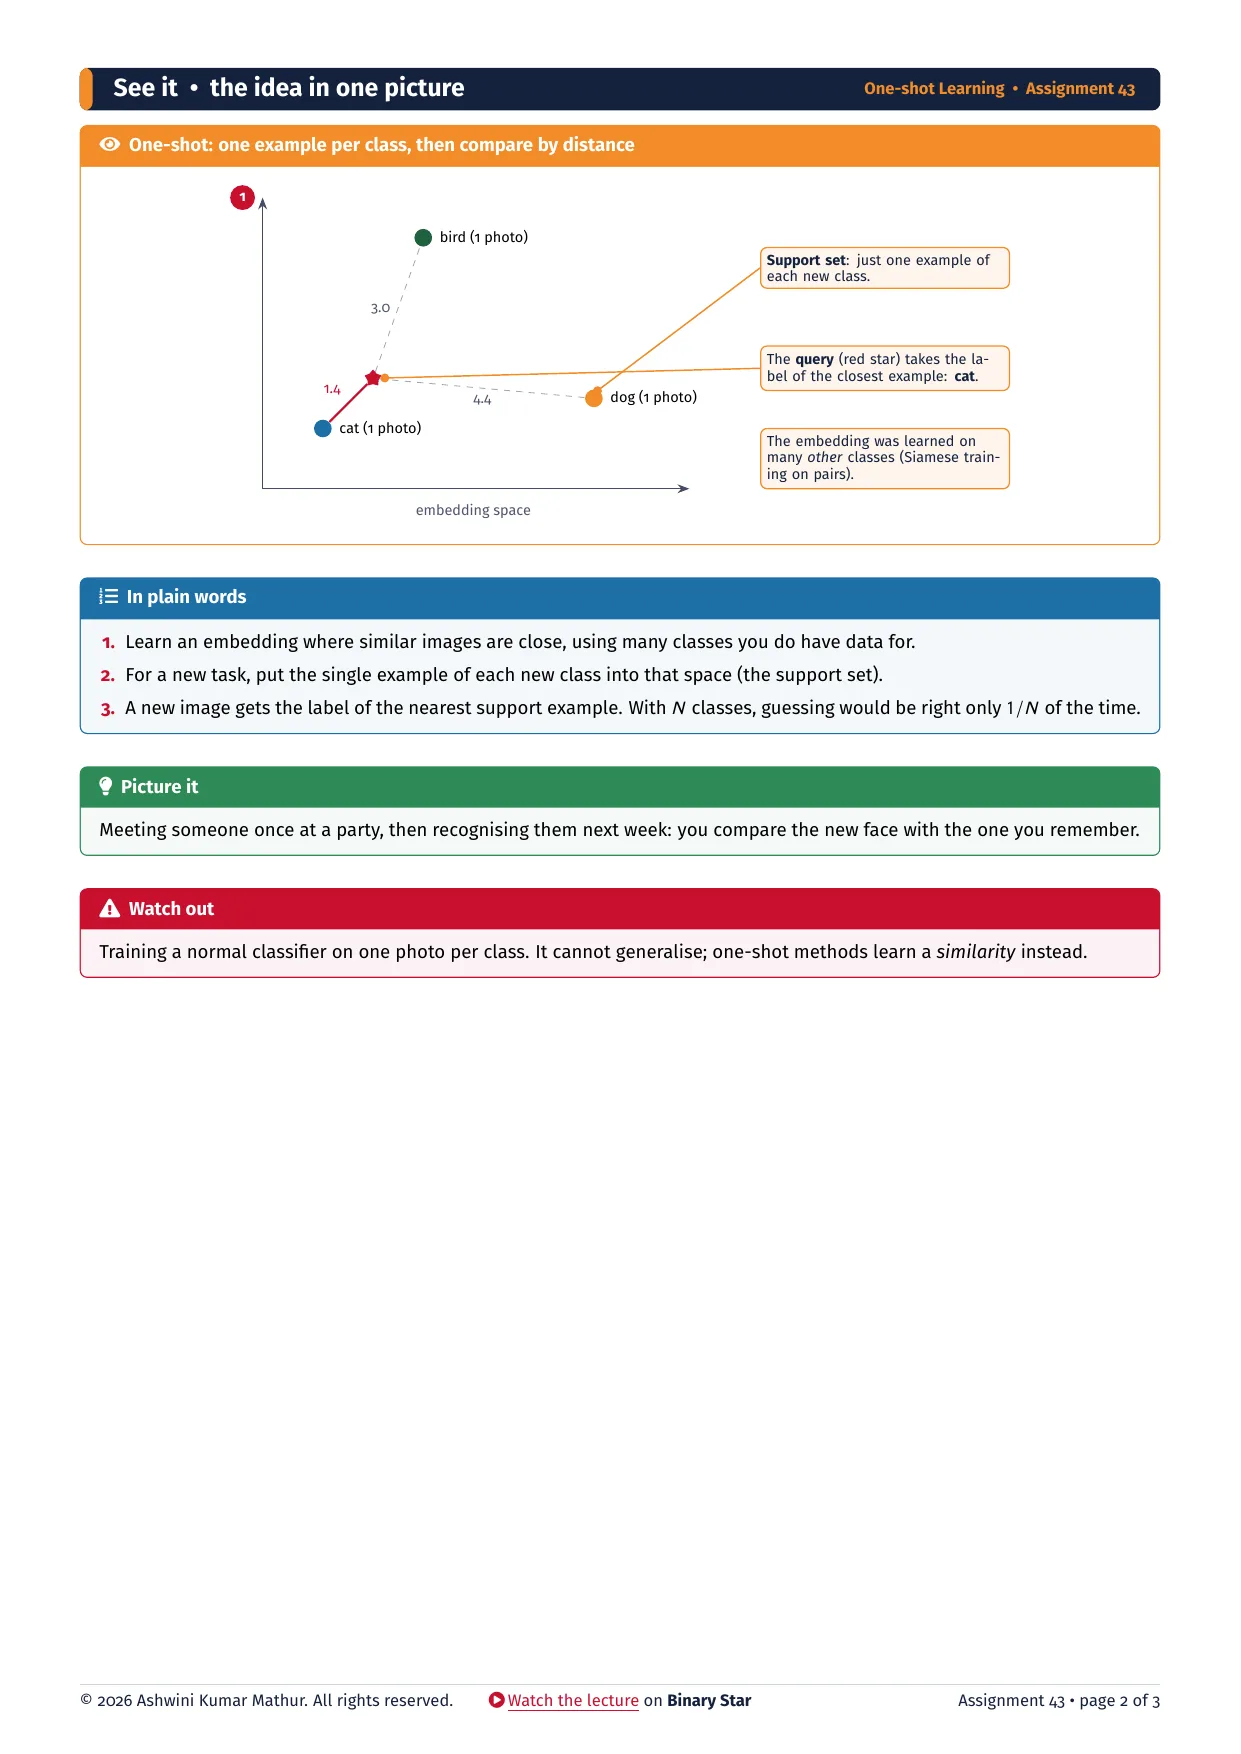 See it • the idea in one picture
One-shot Learning • Assignment 43
One-shot: one example per class, then compare by distance
1
bird (1 photo)
Support set: just one example of
each new class.
3.0
The query (red star) takes the la-
bel of the closest example: cat.
1.4
4.4
dog (1 photo)
cat (1 photo)
The embedding was learned on
many other classes (Siamese train-
ing on pairs).
embedding space
In plain words
1. Learn an embedding where similar images are close, using many classes you do have data for.
2. For a new task, put the single example of each new class into that space (the support set).
3. A new image gets the label of the nearest support example. With N classes, guessing would be right only 1/N of the time.
Picture it
Meeting someone once at a party, then recognising them next week: you compare the new face with the one you remember.
Watch out
Training a normal classifier on one photo per class. It cannot generalise; one-shot methods learn a similarity instead.
© 2026 Ashwini Kumar Mathur. All rights reserved.
Watch the lecture on Binary Star
Assignment 43 • page 2 of 3